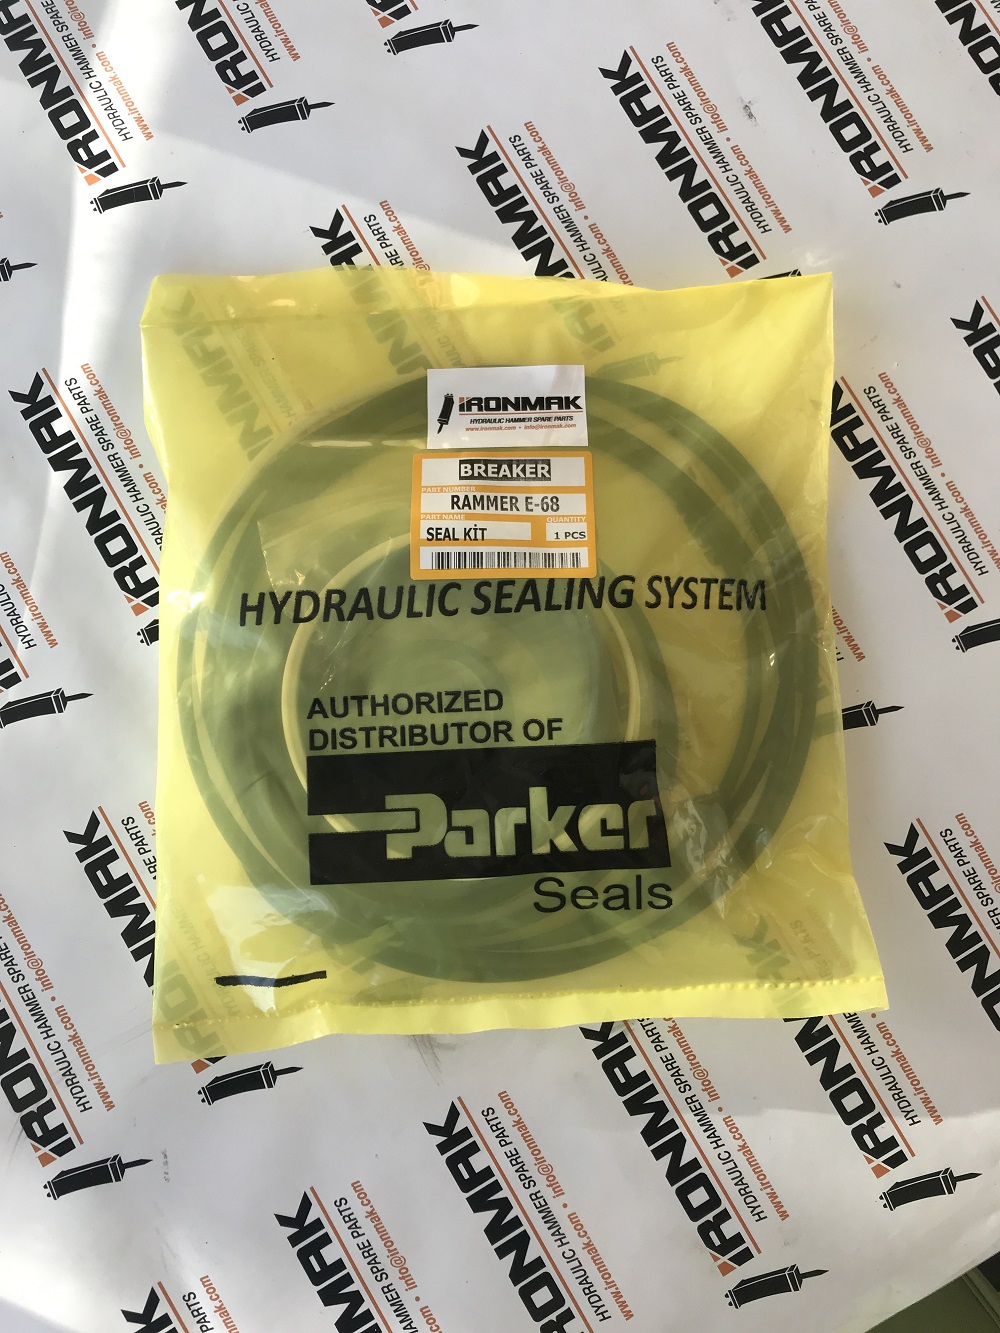 IRONMAK
HYDRAULIC HAMMER SPARE PARTS
www.ironmak.com • info@ironmak.com
BREAKER
PART NUMBER
RAMMER E-68
PART NAME
QUANTITY
SEAL KİT
1 PCS
HYDRAULIC SEALING SYSTEM
AUTHORIZED
DISTRIBUTOR OF
Parker
Seals
IRONMAK
HYDRAULIC HAMMER SPARE PARTS
www.ironmak.com • info@ironmak.com